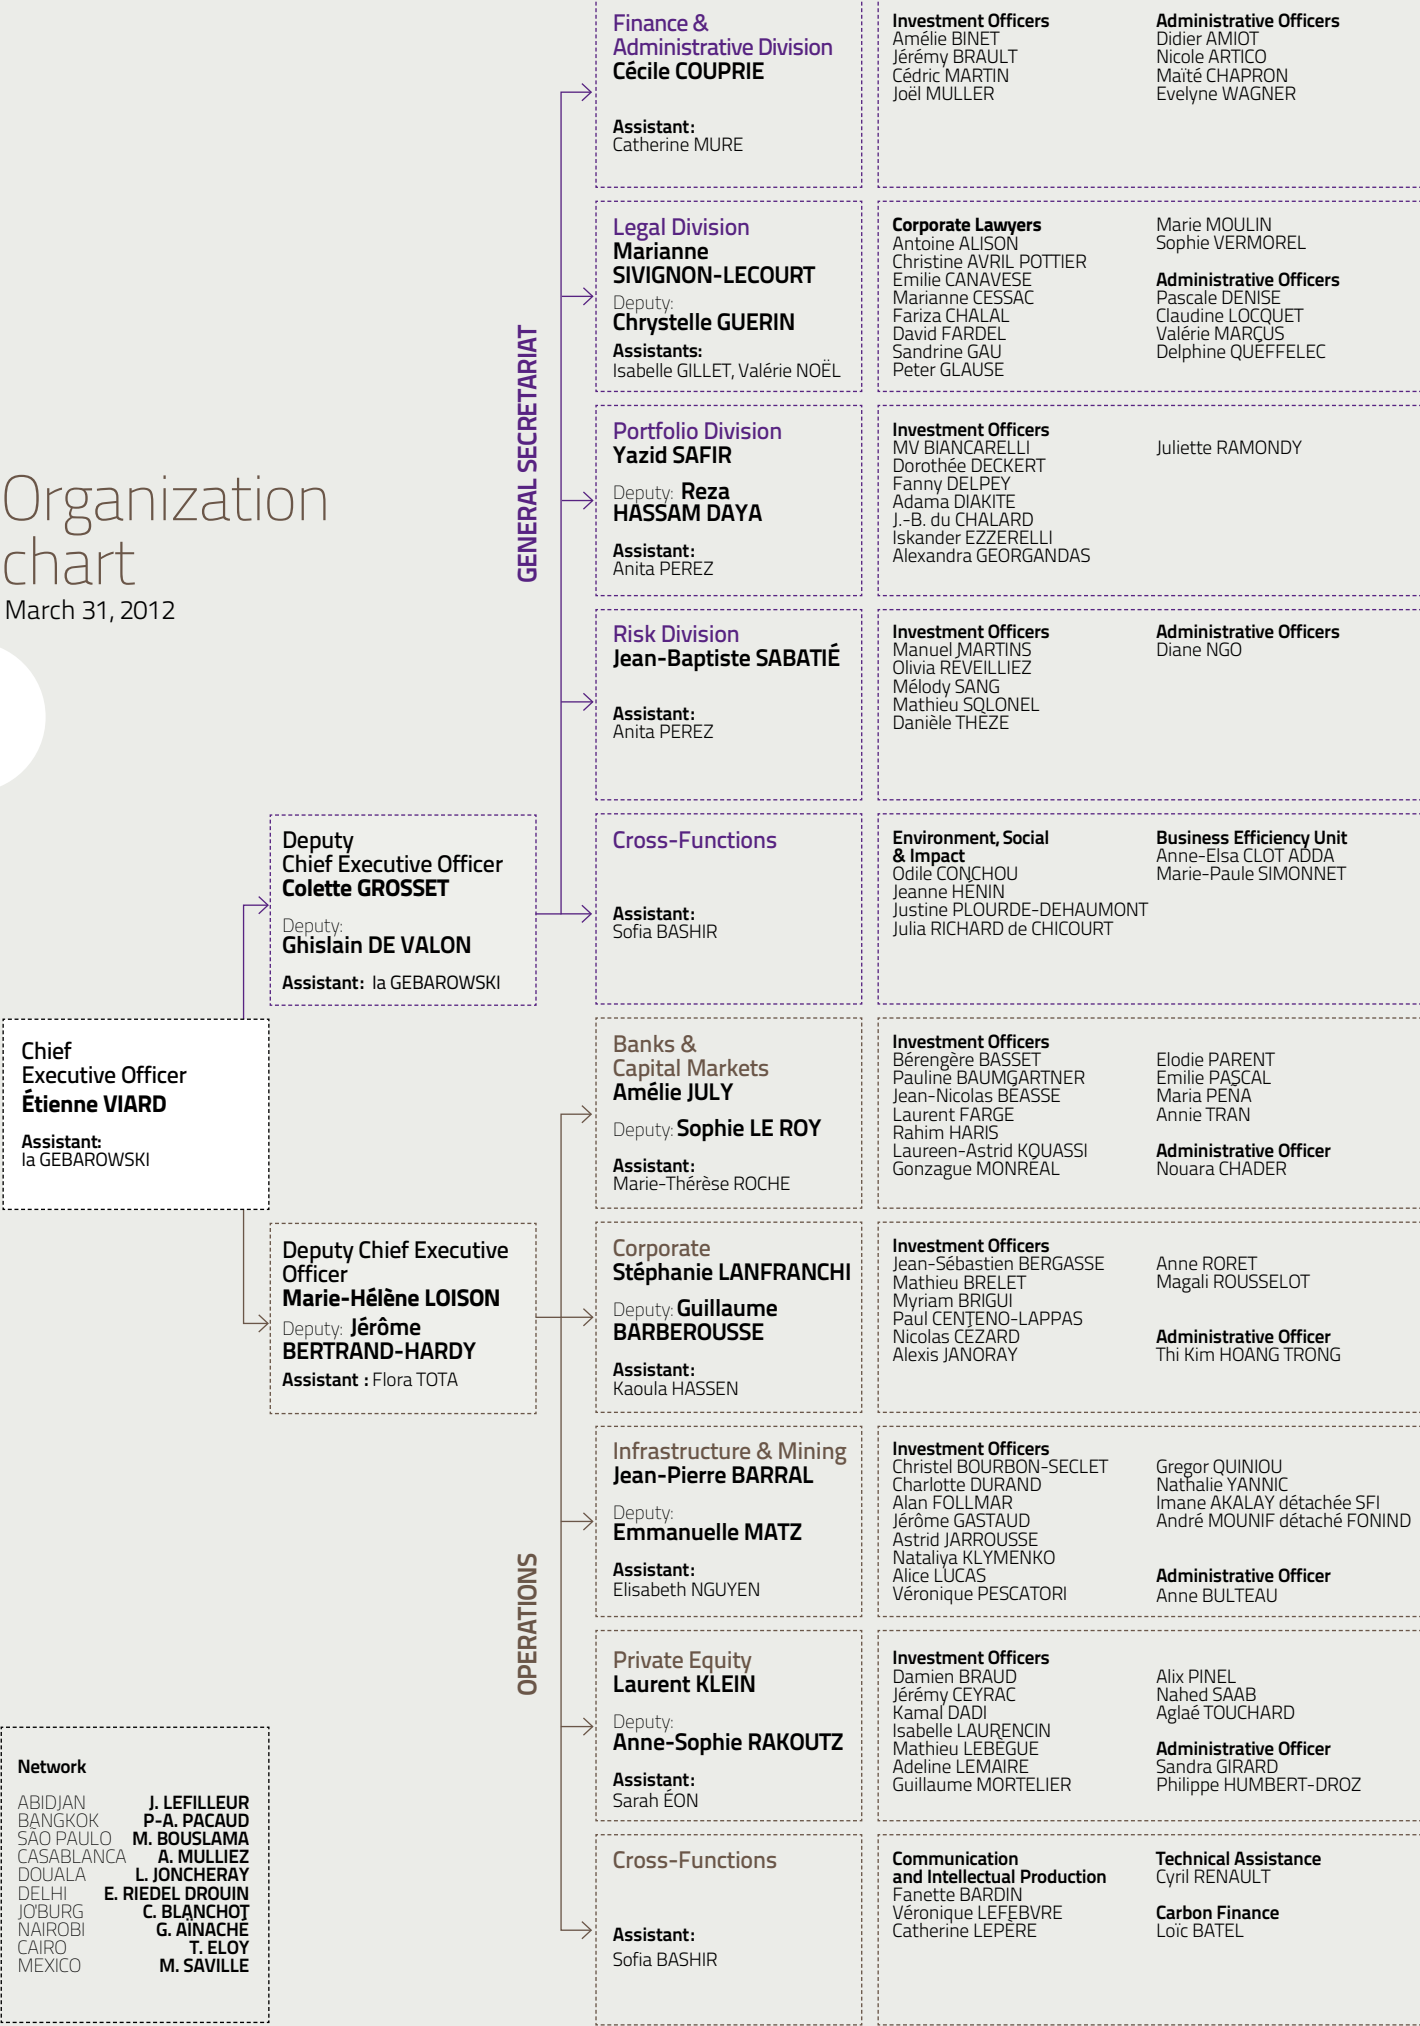 Organization
chart
March 31, 2012
Chief
Executive Officer
Étienne VIARD
Assistant:
Ia GEBAROWSKI
Deputy
Chief Executive Officer
Colette GROSSET
Deputy:
Ghislain DE VALON
Assistant: Ia GEBAROWSKI
Deputy Chief Executive
Officer
Marie-Hélène LOISON
Deputy: Jérôme
BERTRAND-HARDY
Assistant : Flora TOTA
Network
ABIDJAN J. LEFILLEUR
BANGKOK P-A. PACAUD
SÃO PAULO M. BOUSLAMA
CASABLANCA A. MULLIEZ
DOUALA L. JONCHERAY
DELHI E. RIEDEL DROUIN
JO'BURG C. BLANCHOT
NAIROBI G. AÏNACHÉ
CAIRO T. ELOY
MEXICO M. SAVILLE
GENERAL SECRETARIAT
Finance &
Administrative Division
Cécile COUPRIE
Assistant:
Catherine MURE
Investment Officers
Amélie BINET
Jérémy BRAULT
Cédric MARTIN
Joël MULLER
Administrative Officers
Didier AMIOT
Nicole ARTICO
Maïté CHAPRON
Evelyne WAGNER
Legal Division
Marianne
SIVIGNON-LECOURT
Deputy:
Chrystelle GUERIN
Assistants:
Isabelle GILLET, Valérie NOËL
Corporate Lawyers
Antoine ALISON
Christine AVRIL POTTIER
Emilie CANAVESE
Marianne CESSAC
Fariza CHALAL
David FARDEL
Sandrine GAU
Peter GLAUSE
Marie MOULIN
Sophie VERMOREL
Administrative Officers
Pascale DENISE
Claudine LOCQUET
Valérie MARCUS
Delphine QUÉFFELEC
Portfolio Division
Yazid SAFIR
Deputy: Reza
HASSAM DAYA
Assistant:
Anita PEREZ
Investment Officers
MV BIANCARELLI
Dorothée DECKERT
Fanny DELPEY
Adama DIAKITE
J.-B. du CHALARD
Iskander EZZERELLI
Alexandra GEORGANDAS
Juliette RAMONDY
Risk Division
Jean-Baptiste SABATIÉ
Assistant:
Anita PEREZ
Investment Officers
Manuel MARTINS
Olivia RÉVEILLIEZ
Mélody SANG
Mathieu SOLONEL
Danièle THÈZE
Administrative Officers
Diane NGO
Cross-Functions
Assistant:
Sofia BASHIR
Environment, Social
& Impact
Odile CONCHOU
Jeanne HÉNIN
Justine PLOURDE-DEHAUMONT
Julia RICHARD de CHICOURT
Business Efficiency Unit
Anne-Elsa CLOT ADDA
Marie-Paule SIMONNET
OPERATIONS
Banks &
Capital Markets
Amélie JULY
Deputy: Sophie LE ROY
Assistant:
Marie-Thérèse ROCHE
Investment Officers
Bérengère BASSET
Pauline BAUMGARTNER
Jean-Nicolas BÉASSE
Laurent FARGE
Rahim HARIS
Laureen-Astrid KOUASSI
Gonzague MONRÉAL
Elodie PARENT
Emilie PASCAL
Maria PEÑA
Annie TRAN
Administrative Officer
Nouara CHADER
Corporate
Stéphanie LANFRANCHI
Deputy: Guillaume
BARBEROUSSE
Assistant:
Kaoula HASSEN
Investment Officers
Jean-Sébastien BERGASSE
Mathieu BRELET
Myriam BRIGUI
Paul CENTENO-LAPPAS
Nicolas CÉZARD
Alexis JANORAY
Anne RORET
Magali ROUSSELOT
Administrative Officer
Thi Kim HOANG TRONG
Infrastructure & Mining
Jean-Pierre BARRAL
Deputy:
Emmanuelle MATZ
Assistant:
Elisabeth NGUYEN
Investment Officers
Christel BOURBON-SECLET
Charlotte DURAND
Alan FOLLMAR
Jérôme GASTAUD
Astrid JARROUSSE
Nataliya KLYMENKO
Alice LUCAS
Véronique PESCATORI
Gregor QUINIOU
Nathalie YANNIC
Imane AKALAY détachée SFI
André MOUNIF détaché FONIND
Administrative Officer
Anne BULTEAU
Private Equity
Laurent KLEIN
Deputy:
Anne-Sophie RAKOUTZ
Assistant:
Sarah ÉON
Investment Officers
Damien BRAUD
Jérémy CEYRAC
Kamal DADI
Isabelle LAURENCIN
Mathieu LEBÈGUE
Adeline LEMAIRE
Guillaume MORTELIER
Alix PINEL
Nahed SAAB
Aglaé TOUCHARD
Administrative Officer
Sandra GIRARD
Philippe HUMBERT-DROZ
Cross-Functions
Assistant:
Sofia BASHIR
Communication
and Intellectual Production
Fanette BARDIN
Véronique LEFEBVRE
Catherine LEPÈRE
Technical Assistance
Cyril RENAULT
Carbon Finance
Loïc BATEL